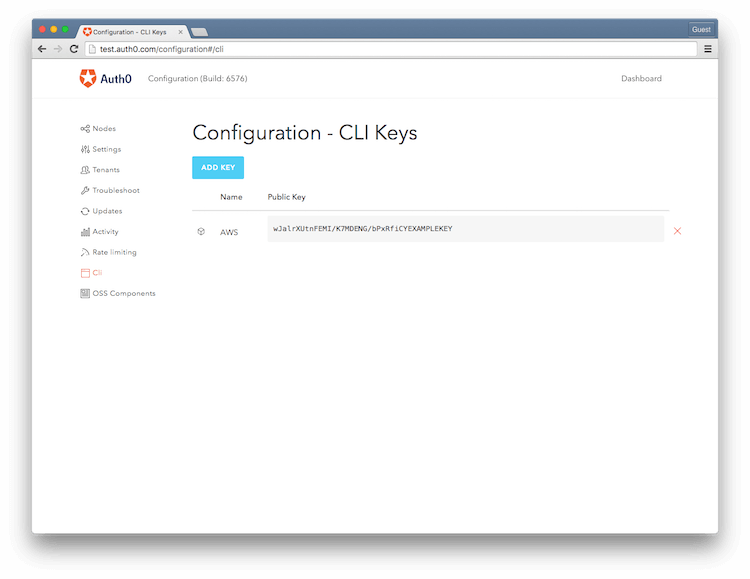 Configuration - CLI Keys
Guest
test.auth0.com/configuration#/cli
Auth0 Configuration (Build: 6576) Dashboard
Nodes
Settings
Tenants
Troubleshoot
Updates
Activity
Rate limiting
Cli
OSS Components
Configuration - CLI Keys
ADD KEY
Name Public Key
AWS wJalrXUtnFEMI/K7MDENG/bPxRfiCYEXAMPLEKEY